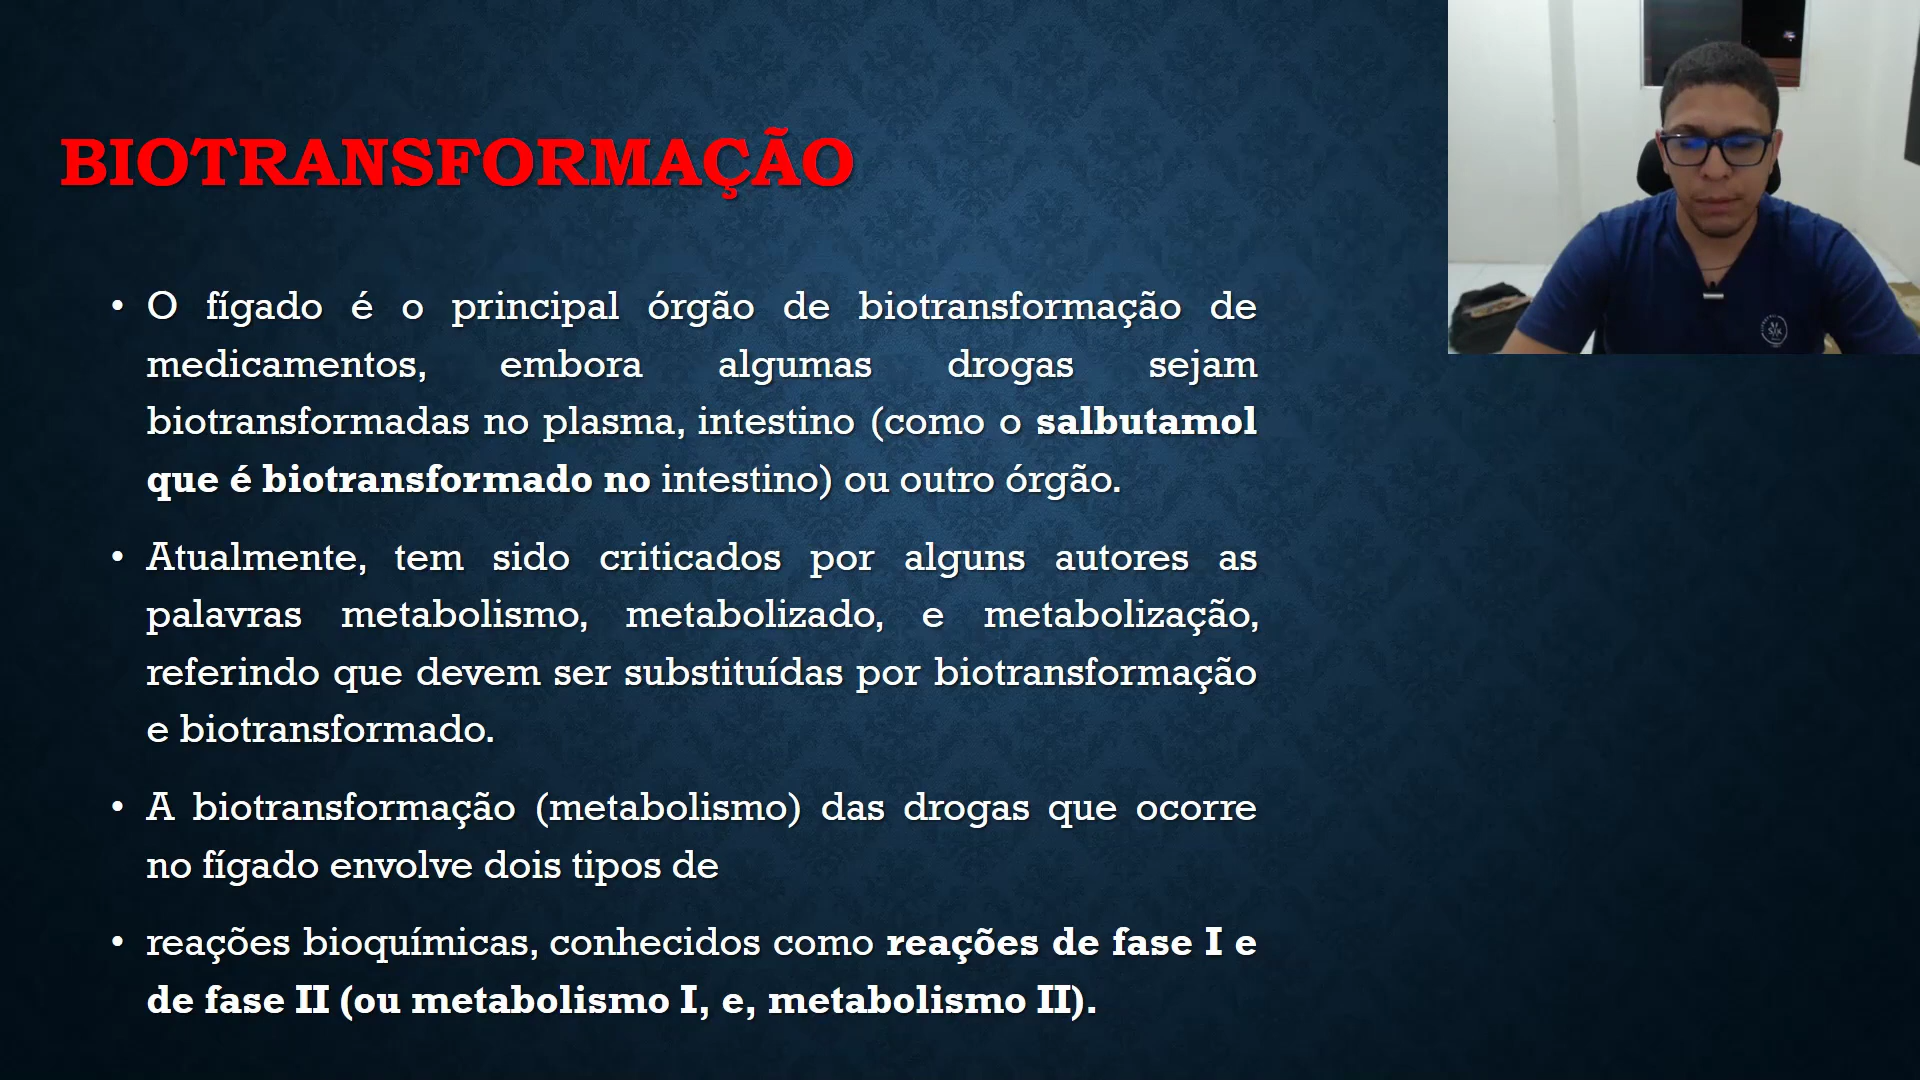 BIOTRANSFORMAÇÃO
• O fígado é o principal órgão de biotransformação de
medicamentos, embora algumas drogas sejam
biotransformadas no plasma, intestino (como o salbutamol
que é biotransformado no intestino) ou outro órgão.
• Atualmente, tem sido criticados por alguns autores as
palavras metabolismo, metabolizado, e metabolização,
referindo que devem ser substituídas por biotransformação
e biotransformado.
• A biotransformação (metabolismo) das drogas que ocorre
no fígado envolve dois tipos de
• reações bioquímicas, conhecidos como reações de fase I e
de fase II (ou metabolismo I, e, metabolismo II).